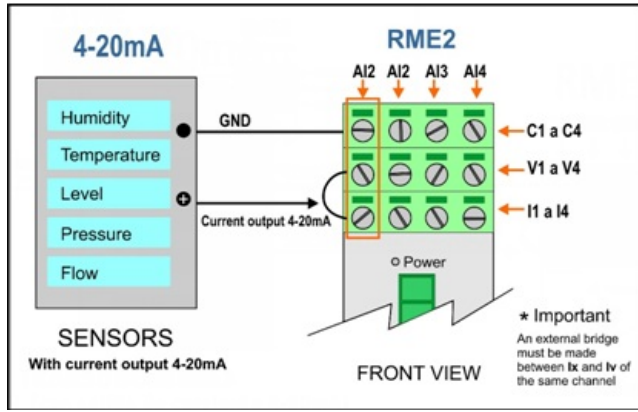 4-20mA
RME2
AI2 AI2 AI3 AI4
Humidity
Temperature
Level
Pressure
Flow
GND
Current output 4-20mA
C1 a C4
V1 a V4
I1 a I4
Power
SENSORS
With current output 4-20mA
FRONT VIEW
* Important
An external bridge
must be made
between Ix and Iv of
the same channel